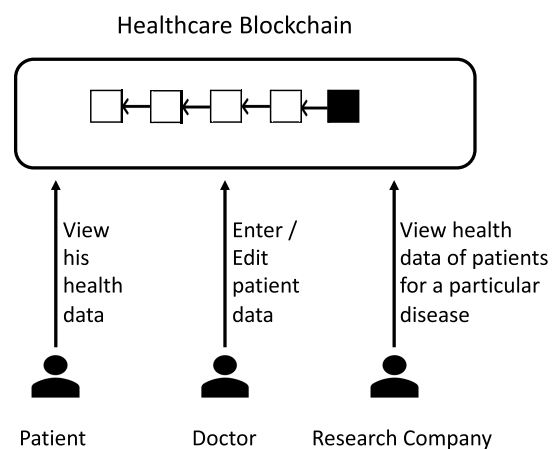 Healthcare Blockchain
View
his
health
data
Enter /
Edit
patient
data
View health
data of patients
for a particular
disease
Patient
Doctor
Research Company